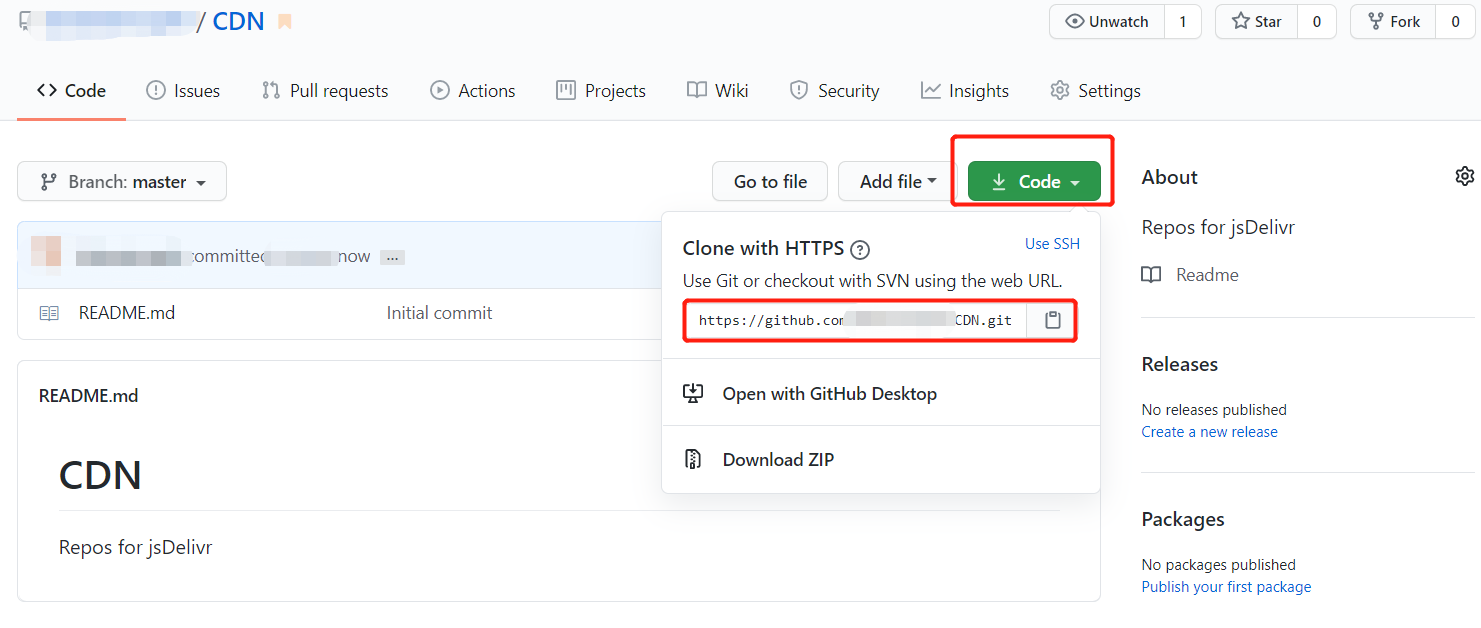 / CDN
Unwatch 1 Star 0 Fork 0
Code Issues Pull requests Actions Projects Wiki Security Insights Settings
Branch: master Go to file Add file Code
committed now ...
README.md Initial commit
README.md
CDN
Repos for jsDelivr
Clone with HTTPS ? Use SSH
Use Git or checkout with SVN using the web URL.
https://github.com CDN.git
Open with GitHub Desktop
Download ZIP
About
Repos for jsDelivr
Readme
Releases
No releases published
Create a new release
Packages
No packages published
Publish your first package